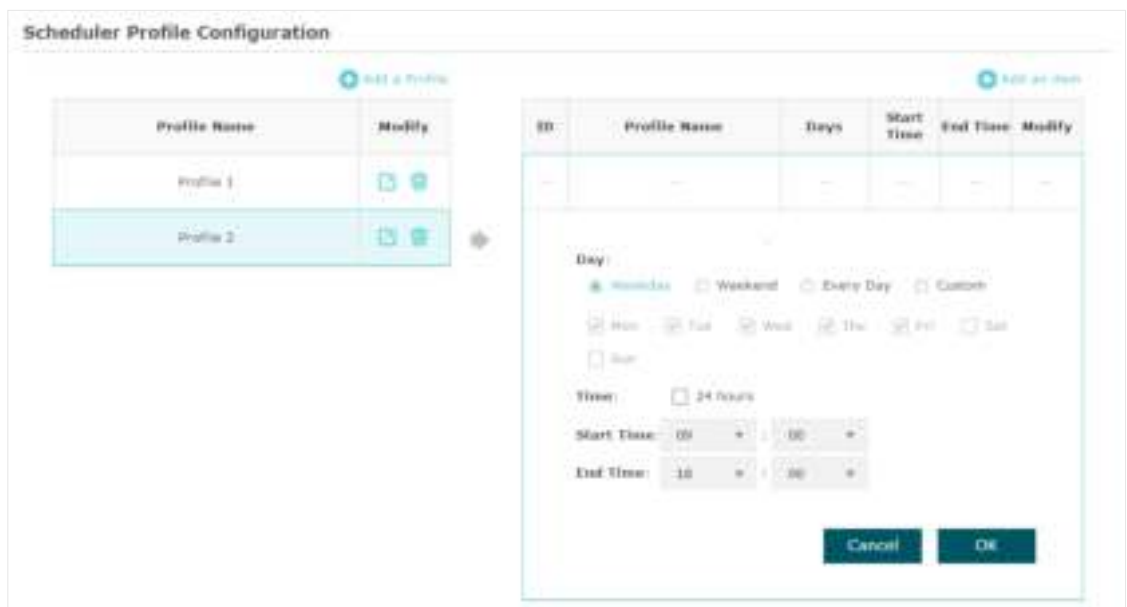 Scheduler Profile Configuration
Add a Profile
Add an item
Profile Name Modify
ID Profile Name Days Start Time End Time Modify
Profile 1
-- -- -- -- -- --
Profile 2
Day:
Weekday Weekend Every Day Custom
Mon Tue Wed Thu Fri Sat
Sun
Time: 24 hours
Start Time: 09 : 00
End Time: : 00
Cancel OK